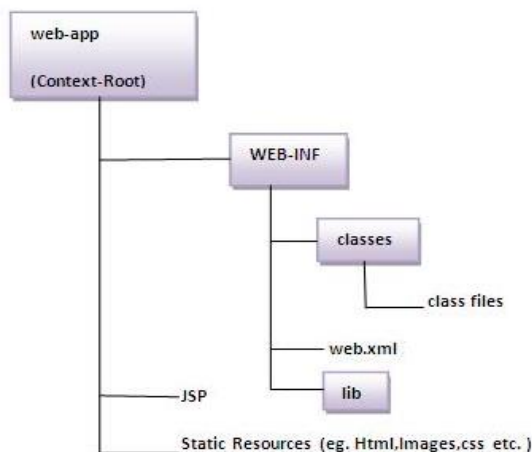 web-app
(Context-Root)
WEB-INF
classes
class files
web.xml
lib
JSP
Static Resources (eg. Html,Images,css etc. )